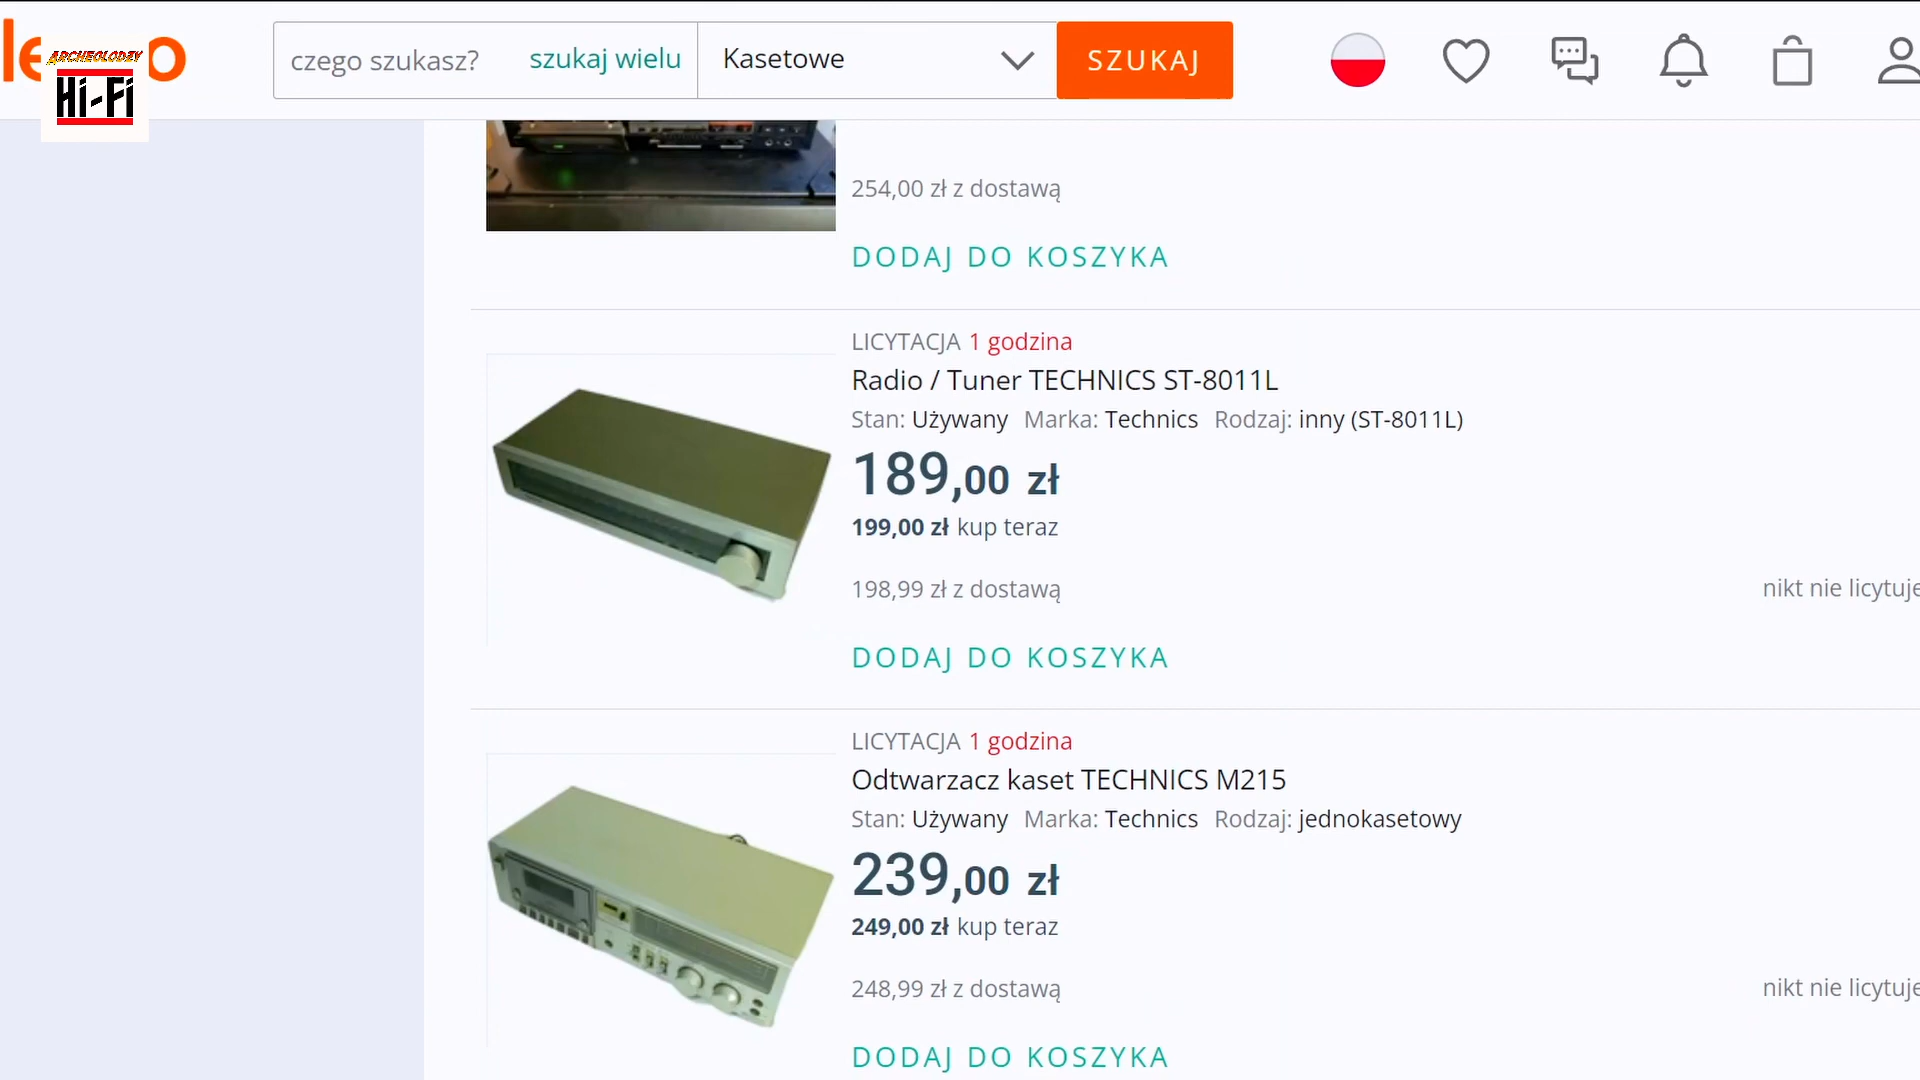 le o
ARCHEOLODZY
Hi-Fi
czego szukasz? szukaj wielu Kasetowe SZUKAJ
254,00 zł z dostawą
DODAJ DO KOSZYKA
LICYTACJA 1 godzina
Radio / Tuner TECHNICS ST-8011L
Stan: Używany Marka: Technics Rodzaj: inny (ST-8011L)
189,00 zł
199,00 zł kup teraz
198,99 zł z dostawą nikt nie licytuje
DODAJ DO KOSZYKA
LICYTACJA 1 godzina
Odtwarzacz kaset TECHNICS M215
Stan: Używany Marka: Technics Rodzaj: jednokasetowy
239,00 zł
249,00 zł kup teraz
248,99 zł z dostawą nikt nie licytuje
DODAJ DO KOSZYKA